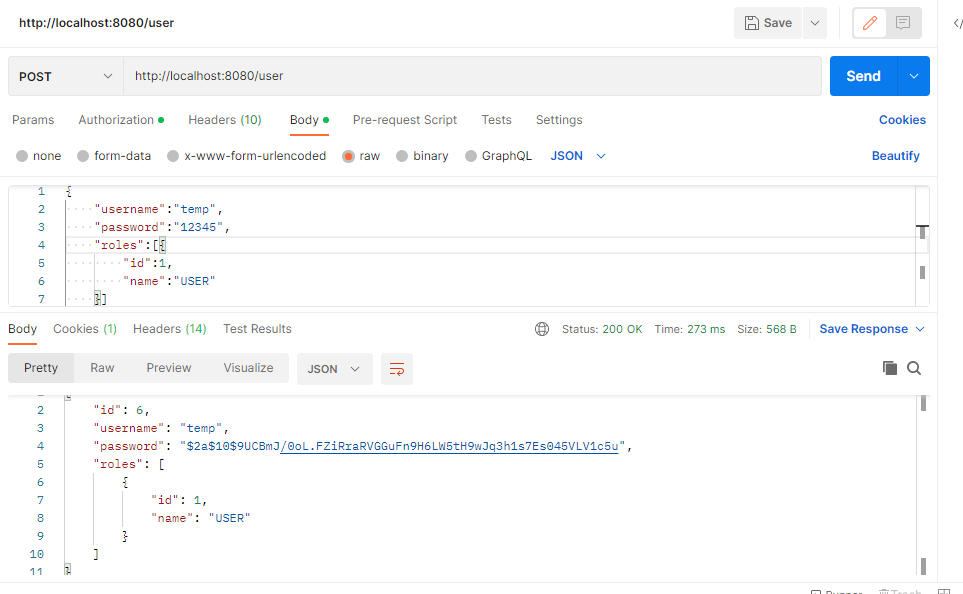 http://localhost:8080/user
Save
POST
http://localhost:8080/user
Send
Params Authorization Headers (10) Body Pre-request Script Tests Settings Cookies
none form-data x-www-form-urlencoded raw binary GraphQL JSON Beautify
1 {
2 "username":"temp",
3 "password":"12345",
4 "roles":[{
5 "id":1,
6 "name":"USER"
7 }]
Body Cookies (1) Headers (14) Test Results Status: 200 OK Time: 273 ms Size: 568 B Save Response
Pretty Raw Preview Visualize JSON
{
2 "id": 6,
3 "username": "temp",
4 "password": "$2a$10$9UCBmJ/0oL.FZiRraRVGGuFn9H6LW5tH9wJq3h1s7Es045VLV1c5u",
5 "roles": [
6 {
7 "id": 1,
8 "name": "USER"
9 }
10 ]
11 }
Runner Trash